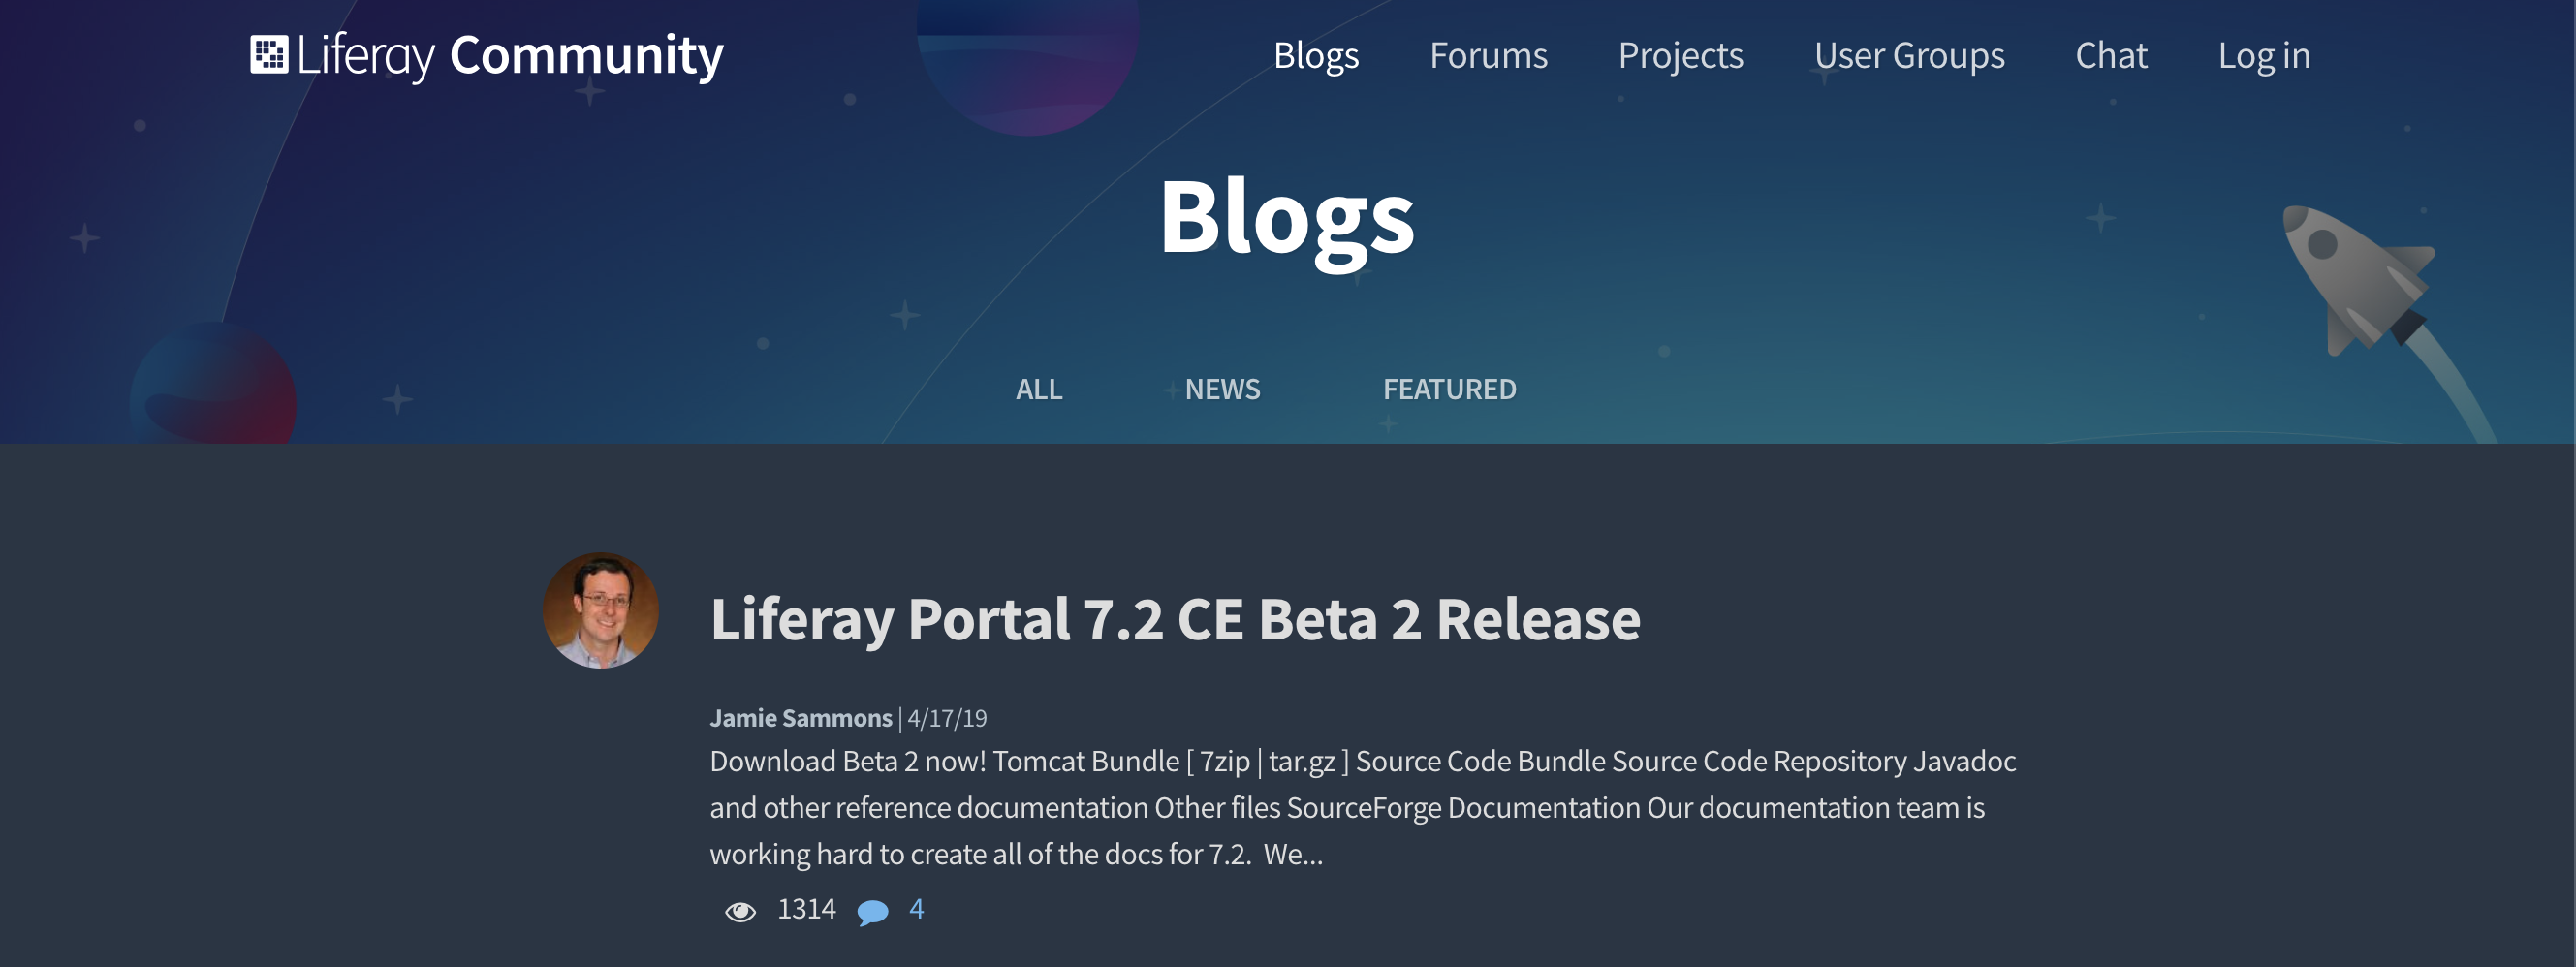 Liferay Community
Blogs Forums Projects User Groups Chat Log in
Blogs
ALL NEWS FEATURED
Liferay Portal 7.2 CE Beta 2 Release
Jamie Sammons | 4/17/19
Download Beta 2 now! Tomcat Bundle [ 7zip | tar.gz ] Source Code Bundle Source Code Repository Javadoc
and other reference documentation Other files SourceForge Documentation Our documentation team is
working hard to create all of the docs for 7.2.  We...
1314 4